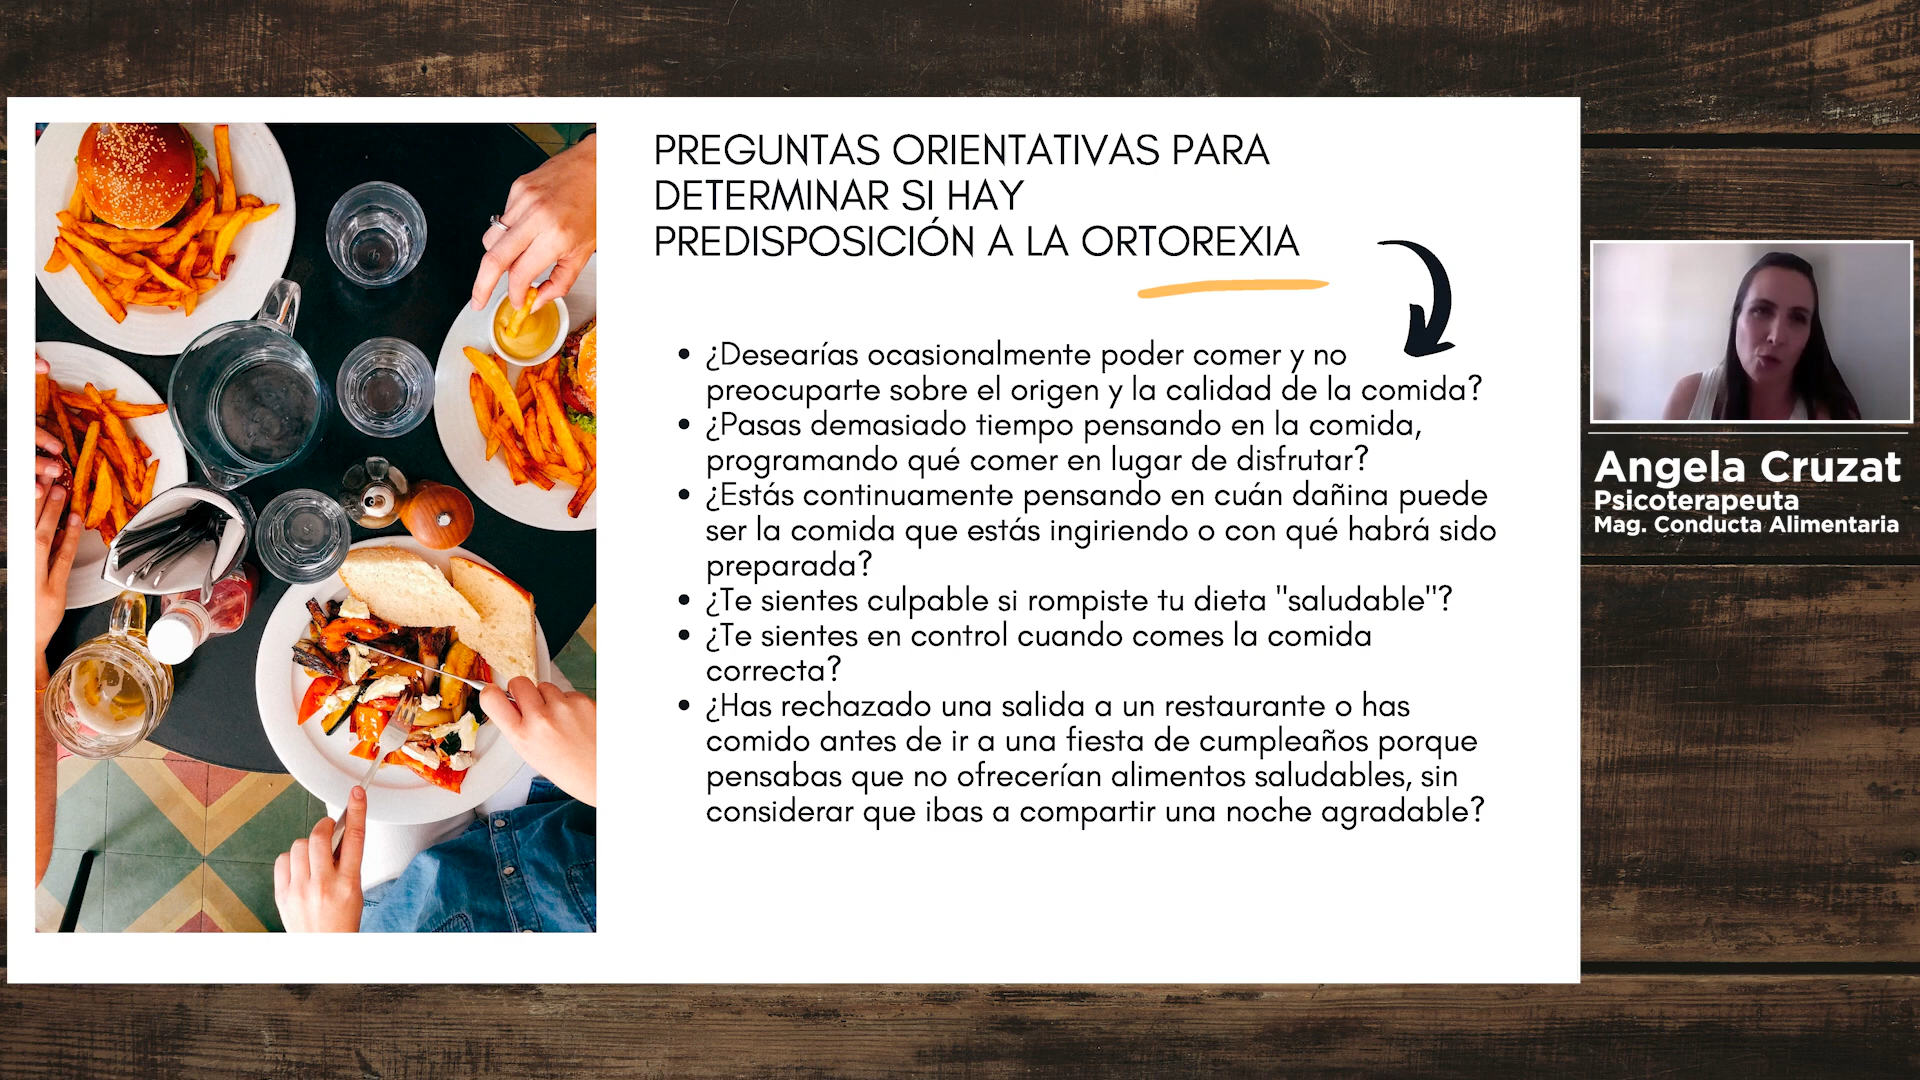 PREGUNTAS ORIENTATIVAS PARA
DETERMINAR SI HAY
PREDISPOSICIÓN A LA ORTOREXIA
• ¿Desearías ocasionalmente poder comer y no
preocuparte sobre el origen y la calidad de la comida?
• ¿Pasas demasiado tiempo pensando en la comida,
programando qué comer en lugar de disfrutar?
• ¿Estás continuamente pensando en cuán dañina puede
ser la comida que estás ingiriendo o con qué habrá sido
preparada?
• ¿Te sientes culpable si rompiste tu dieta "saludable"?
• ¿Te sientes en control cuando comes la comida
correcta?
• ¿Has rechazado una salida a un restaurante o has
comido antes de ir a una fiesta de cumpleaños porque
pensabas que no ofrecerían alimentos saludables, sin
considerar que ibas a compartir una noche agradable?
Angela Cruzat
Psicoterapeuta
Mag. Conducta Alimentaria